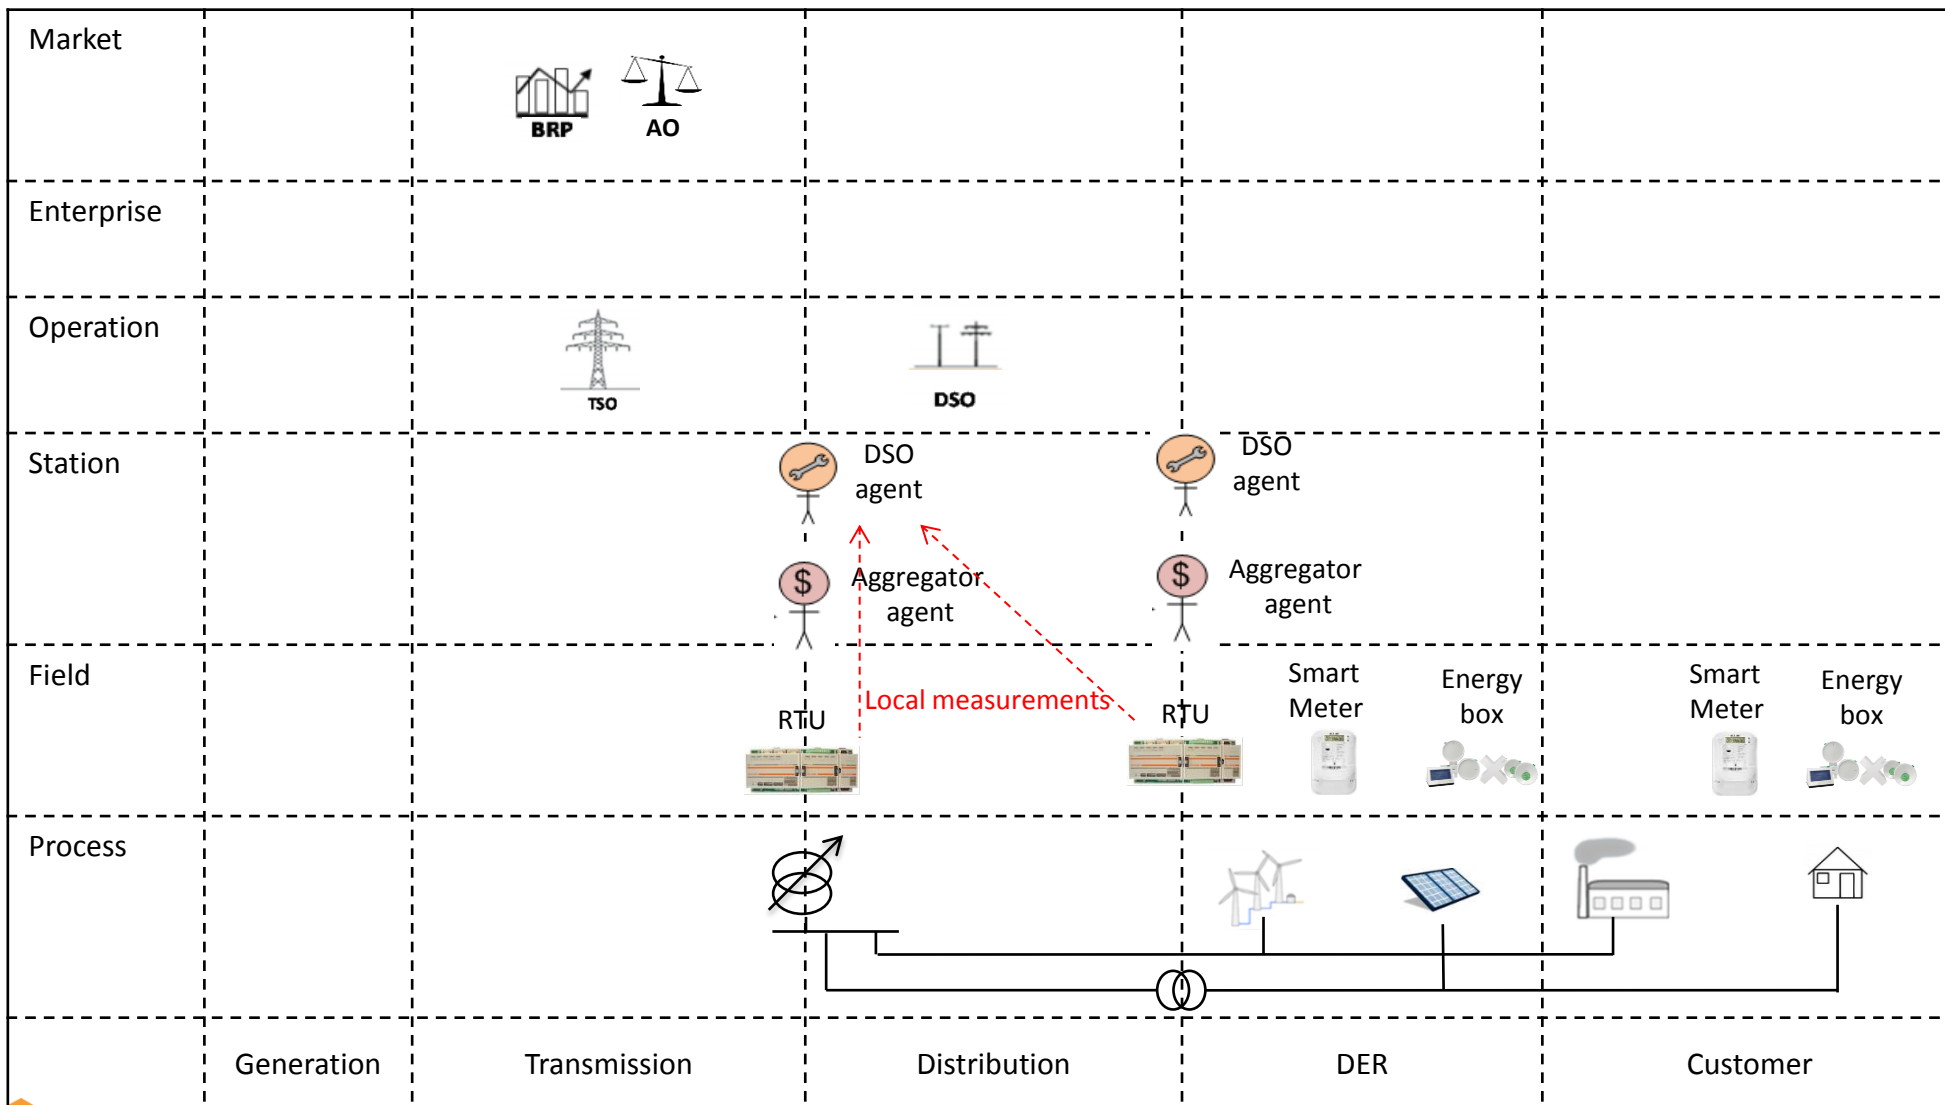 Market
BRP
AO
Enterprise
Operation
TSO
DSO
Station
DSO
agent
DSO
agent
$
Aggregator
agent
$
Aggregator
agent
Field
Local measurements
RTU
RTU
Smart
Meter
Energy
box
Smart
Meter
Energy
box
Process
Generation
Transmission
Distribution
DER
Customer